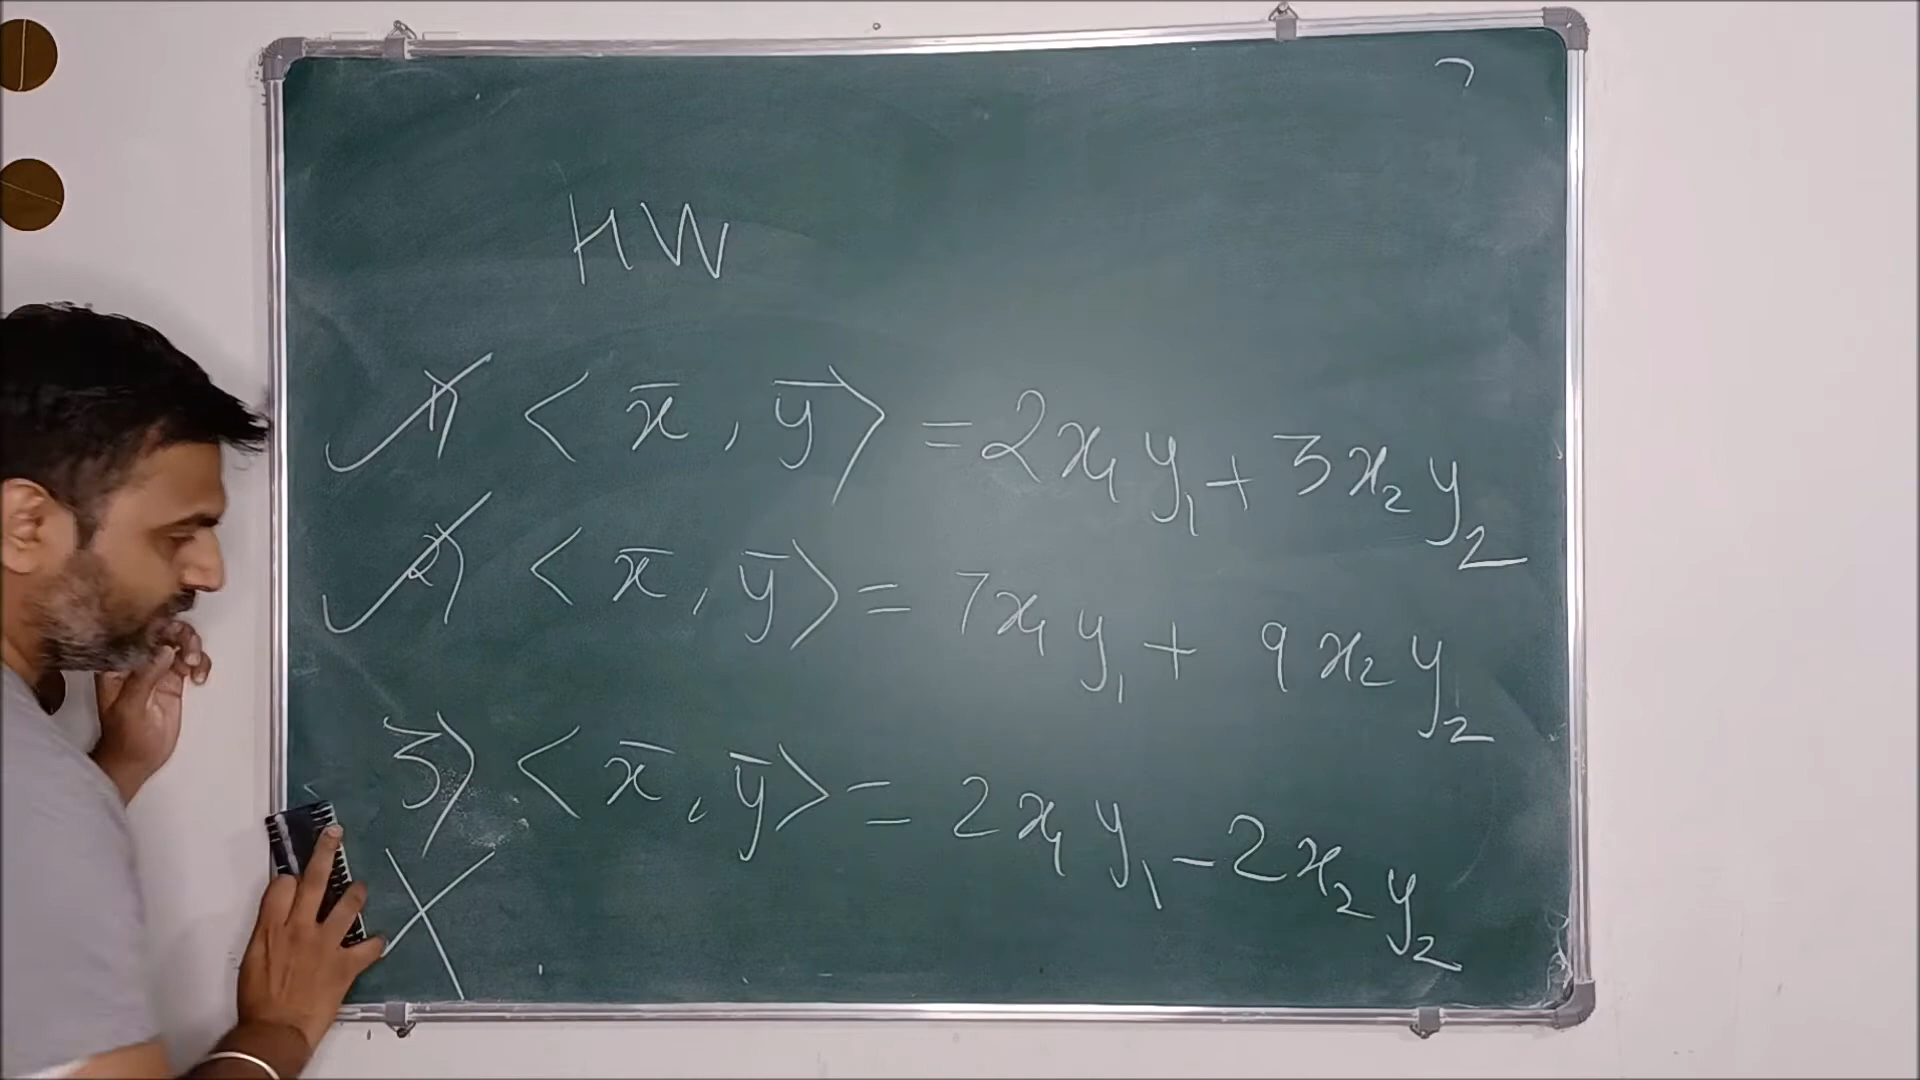 HW
1) < x̄, ȳ > = 2x₁y₁ + 3x₂y₂
2) < x̄, ȳ > = 7x₁y₁ + 9x₂y₂
3) < x̄, ȳ > = 2x₁y₁ - 2x₂y₂